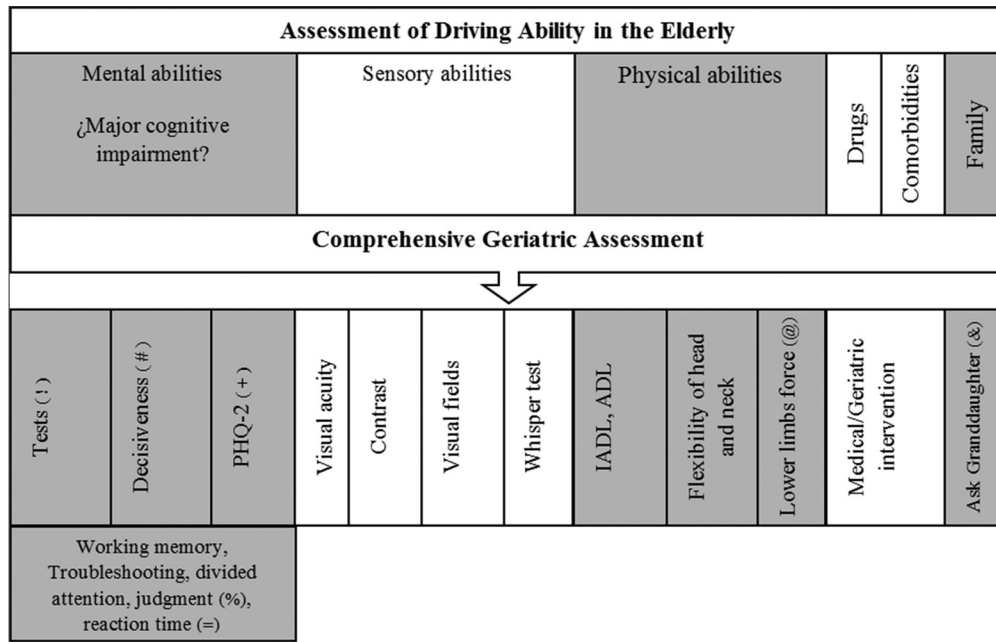 Assessment of Driving Ability in the Elderly
Mental abilities
¿Major cognitive
impairment?
Sensory abilities
Physical abilities
Drugs
Comorbidities
Family
Comprehensive Geriatric Assessment
Tests (!)
Decisiveness (#)
PHQ-2 (+)
Visual acuity
Contrast
Visual fields
Whisper test
IADL, ADL
Flexibility of head
and neck
Lower limbs force (@)
Medical/Geriatric
intervention
Ask Granddaughter (&)
Working memory,
Troubleshooting, divided
attention, judgment (%),
reaction time (=)